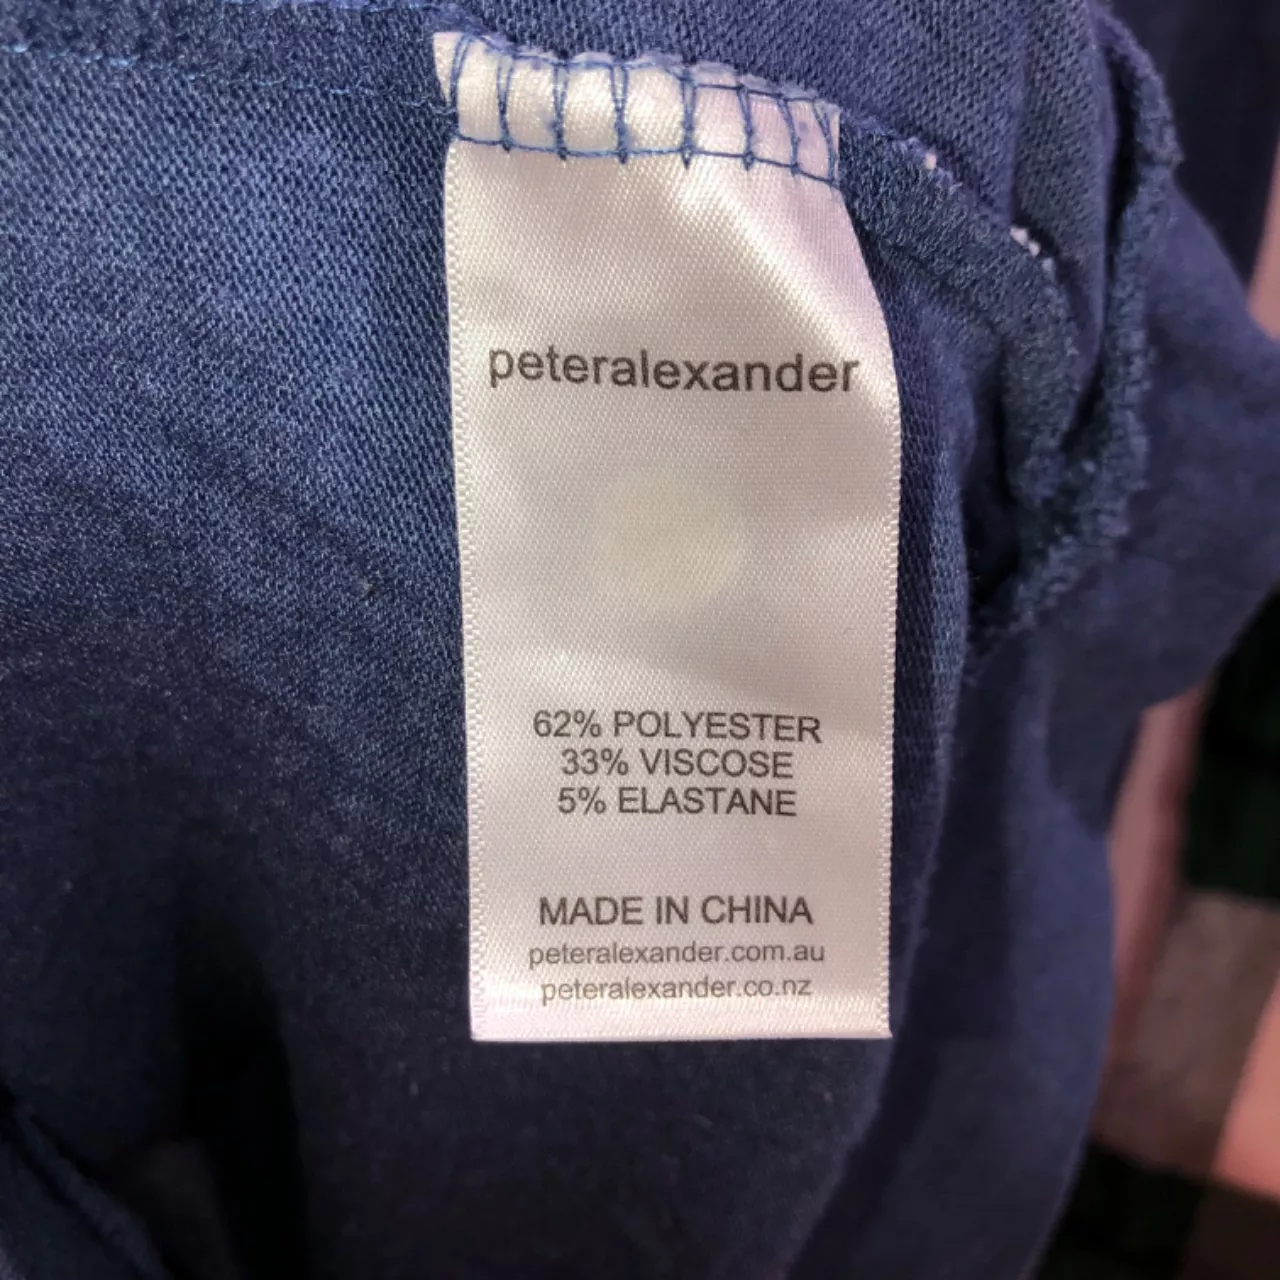 peteralexander
62% POLYESTER
33% VISCOSE
5% ELASTANE
MADE IN CHINA
peteralexander.com.au
peteralexander.co.nz